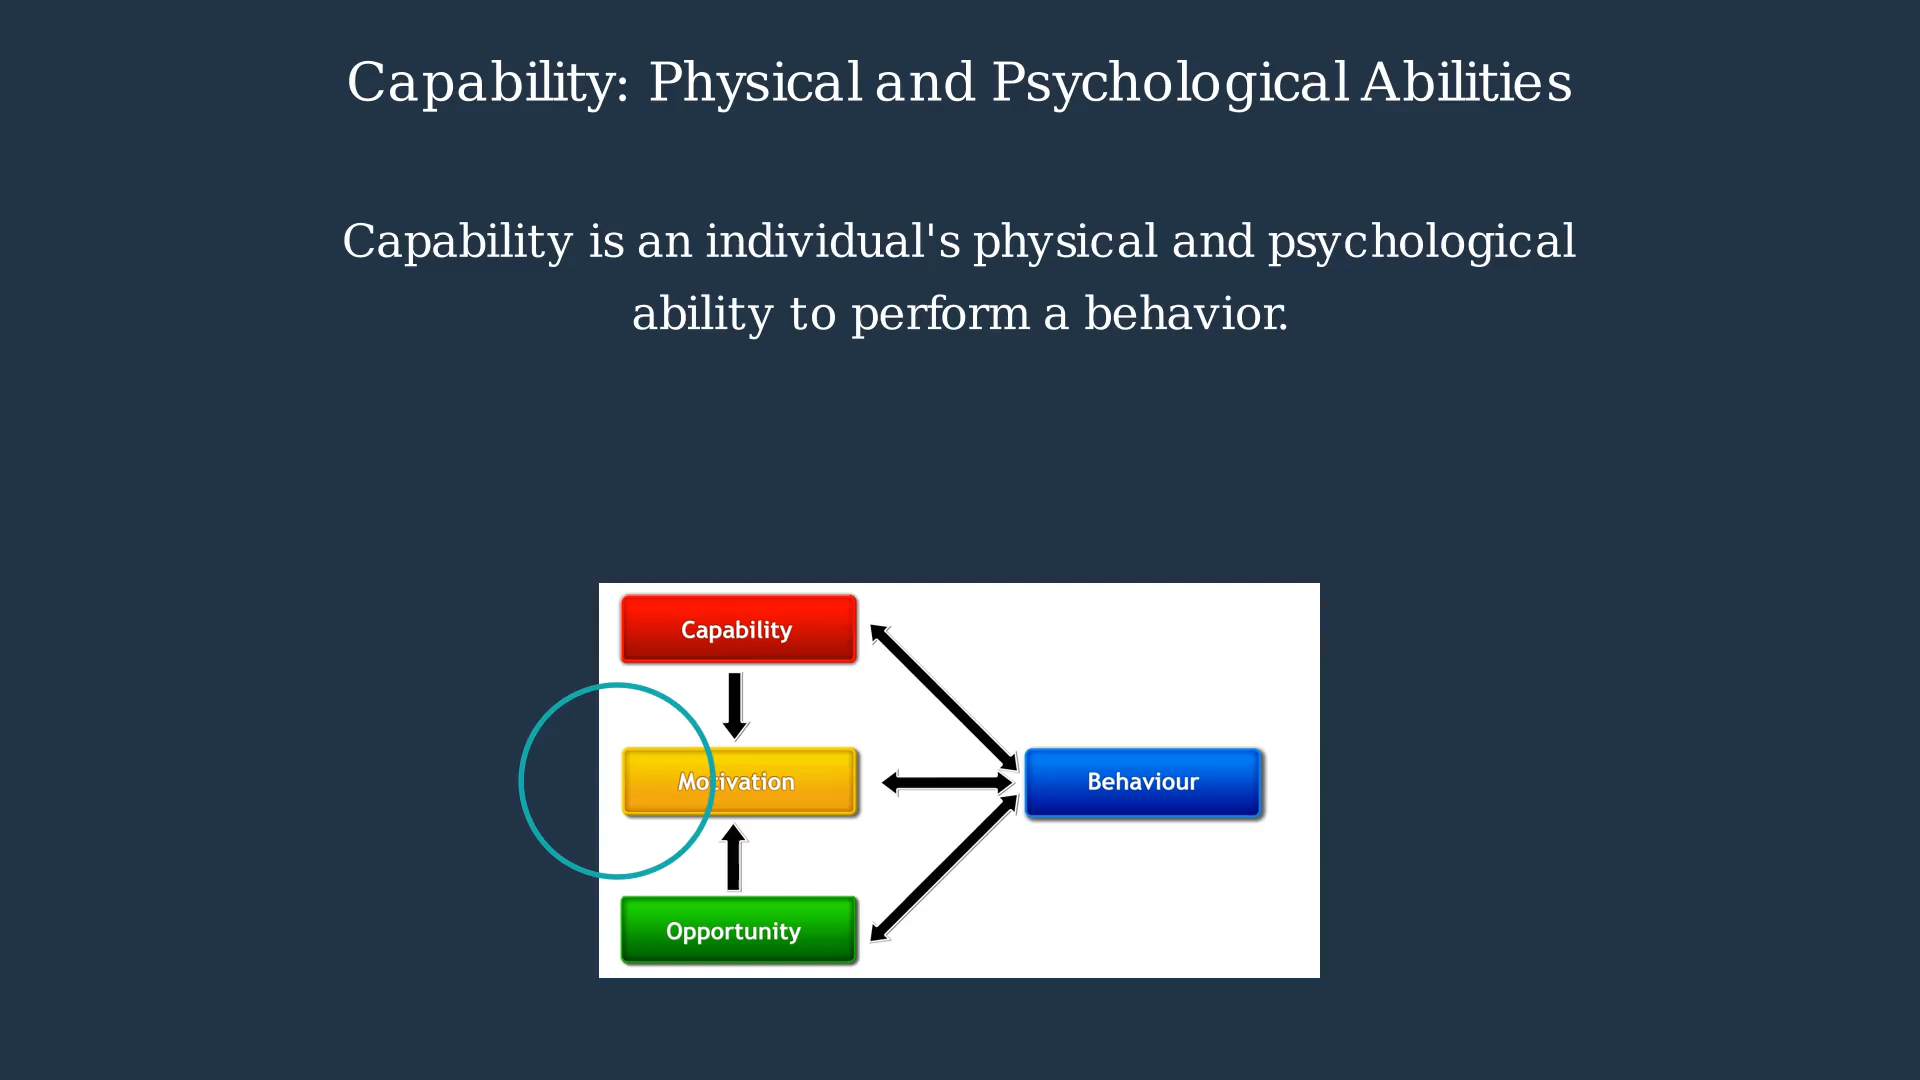 Capability: Physical and Psychological Abilities
Capability is an individual's physical and psychological
ability to perform a behavior.
Capability
Motivation
Behaviour
Opportunity